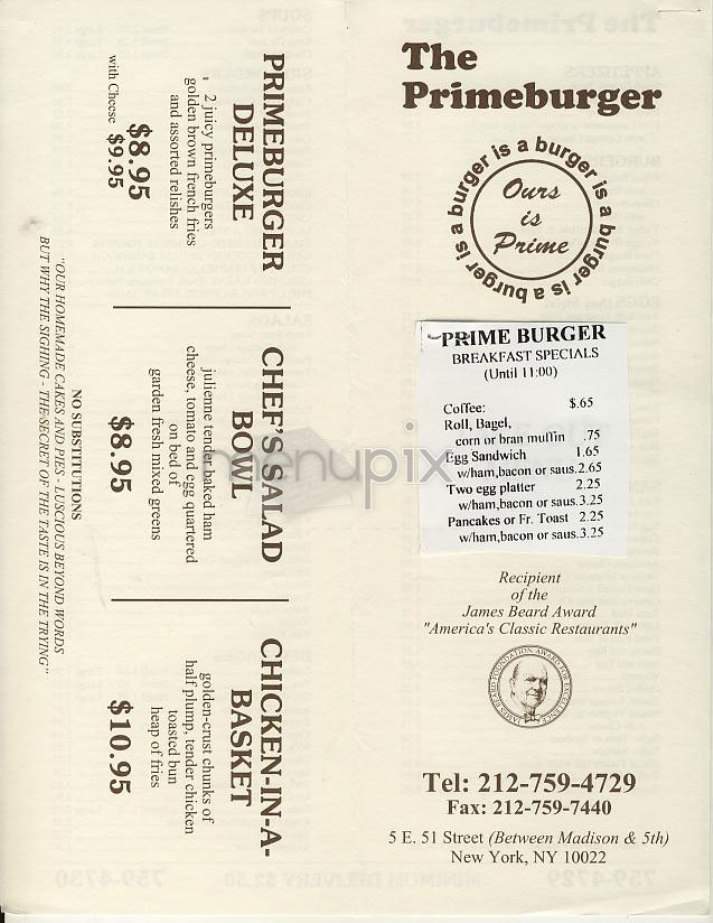 The
Primeburger
a burger is a burger is a burger is a burger is
Ours
is
Prime
PRIME BURGER
BREAKFAST SPECIALS
(Until 11:00)
Coffee: $.65
Roll, Bagel,
corn or bran muffin .75
Egg Sandwich 1.65
w/ham,bacon or saus.2.65
Two egg platter 2.25
w/ham,bacon or saus.3.25
Pancakes or Fr. Toast 2.25
w/ham,bacon or saus.3.25
Recipient
of the
James Beard Award
"America's Classic Restaurants"
JAMES BEARD FOUNDATION AWARD FOR EXCELLENCE
Tel: 212-759-4729
Fax: 212-759-7440
5 E. 51 Street (Between Madison & 5th)
New York, NY 10022
PRIMEBURGER
DELUXE
2 juicy primeburgers
golden brown french fries
and assorted relishes
$8.95
with Cheese $9.95
CHEF'S SALAD
BOWL
julienne tender baked ham
cheese, tomato and egg quartered
on bed of
garden fresh mixed greens
$8.95
CHICKEN-IN-A-
BASKET
golden-crust chunks of
half plump, tender chicken
toasted bun
heap of fries
$10.95
NO SUBSTITUTIONS
"OUR HOMEMADE CAKES AND PIES - LUSCIOUS BEYOND WORDS
BUT WHY THE SIGHING - THE SECRET OF THE TASTE IS IN THE TRYING"
menupix